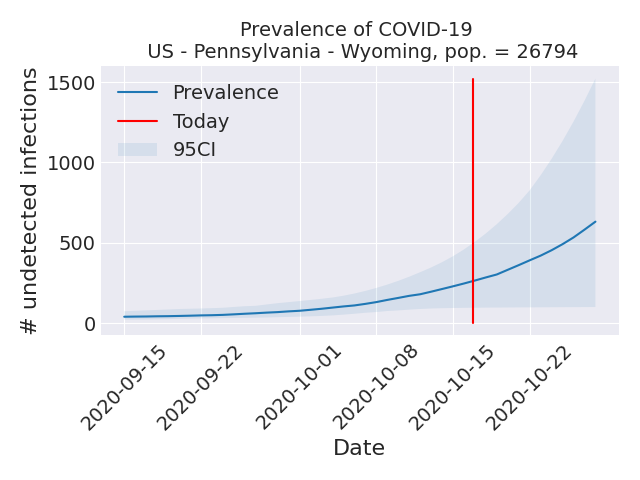 Prevalence of COVID-19
US - Pennsylvania - Wyoming, pop. = 26794
# undetected infections
1500
1000
500
0
Prevalence
Today
95CI
2020-09-15
2020-09-22
2020-10-01
2020-10-08
2020-10-15
2020-10-22
Date